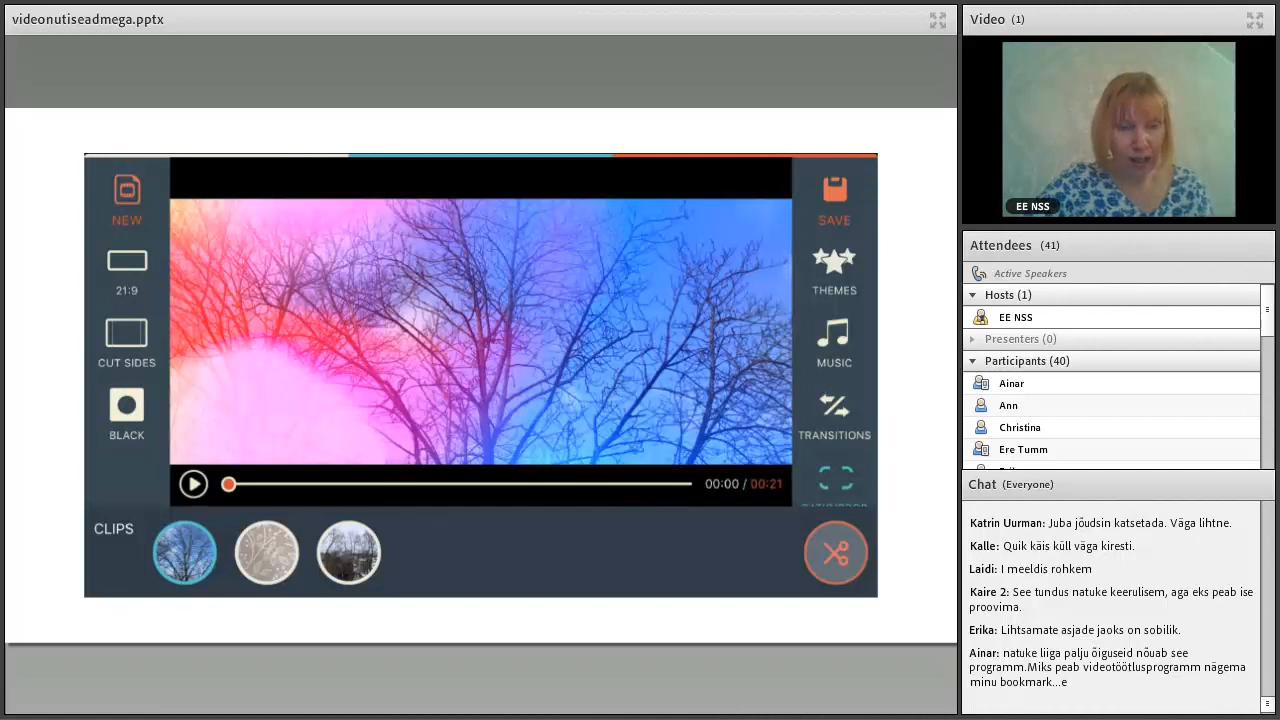 videonutiseadmega.pptx
NEW
21:9
CUT SIDES
BLACK
SAVE
THEMES
MUSIC
TRANSITIONS
00:00 / 00:21
CLIPS
Video (1)
EE NSS
Attendees (41)
Active Speakers
Hosts (1)
EE NSS
Presenters (0)
Participants (40)
Ainar
Ann
Christina
Ere Tumm
Chat (Everyone)
Katrin Uurman: Juba jõudsin katsetada. Väga lihtne.
Kalle: Quik käis küll väga kiresti.
Laidi: I meeldis rohkem
Kaire 2: See tundus natuke keerulisem, aga eks peab ise
proovima.
Erika: Lihtsamate asjade jaoks on sobilik.
Ainar: natuke liiga palju õiguseid nõuab see
programm.Miks peab videotöötlusprogramm nägema
minu bookmark...e